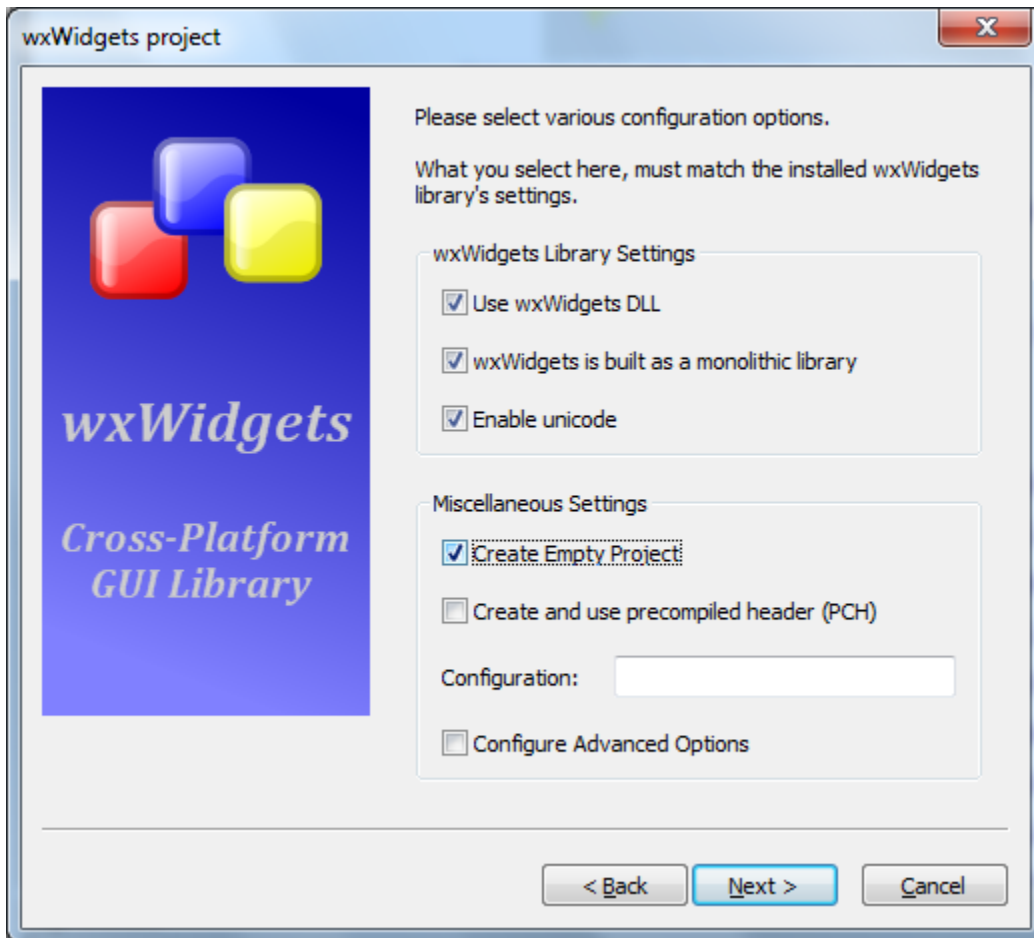 wxWidgets project
Please select various configuration options.
What you select here, must match the installed wxWidgets
library's settings.
wxWidgets
Cross-Platform
GUI Library
wxWidgets Library Settings
Use wxWidgets DLL
wxWidgets is built as a monolithic library
Enable unicode
Miscellaneous Settings
Create Empty Project
Create and use precompiled header (PCH)
Configuration:
Configure Advanced Options
< Back
Next >
Cancel